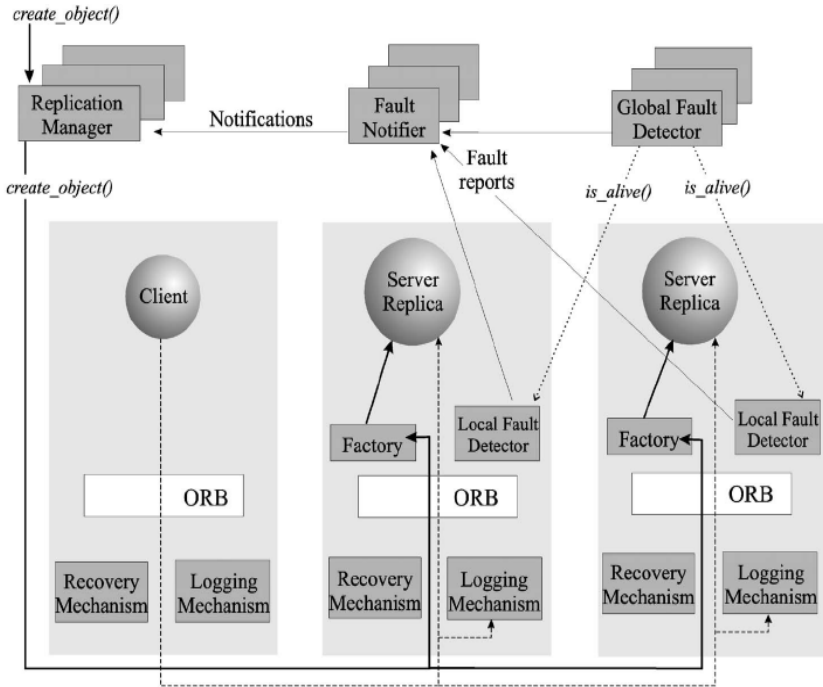 create_object()
Replication
Manager
Notifications
Fault
Notifier
Global Fault
Detector
create_object()
Fault
reports
is_alive()
is_alive()
Client
Server
Replica
Server
Replica
Factory
Local Fault
Detector
Factory
Local Fault
Detector
ORB
ORB
ORB
Recovery
Mechanism
Logging
Mechanism
Recovery
Mechanism
Logging
Mechanism
Recovery
Mechanism
Logging
Mechanism